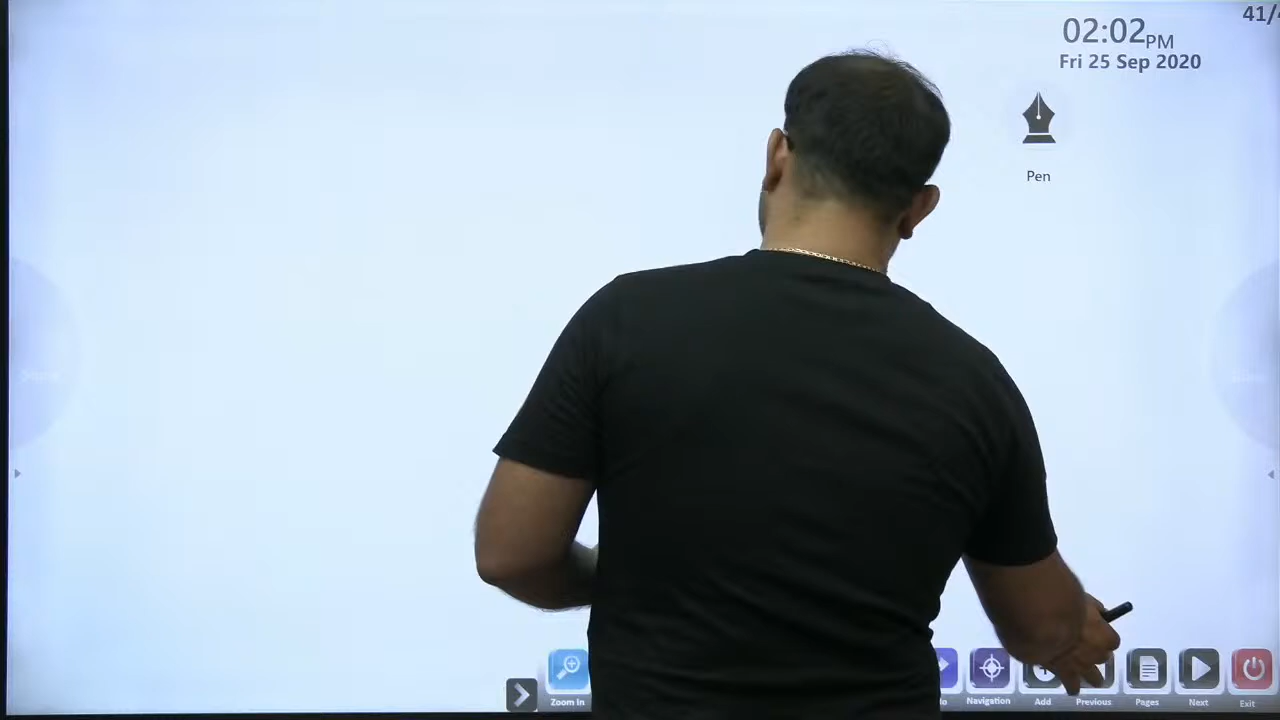 41/
02:02PM
Fri 25 Sep 2020
Pen
Zoom In
Navigation
Add
Previous
Pages
Next
Exit